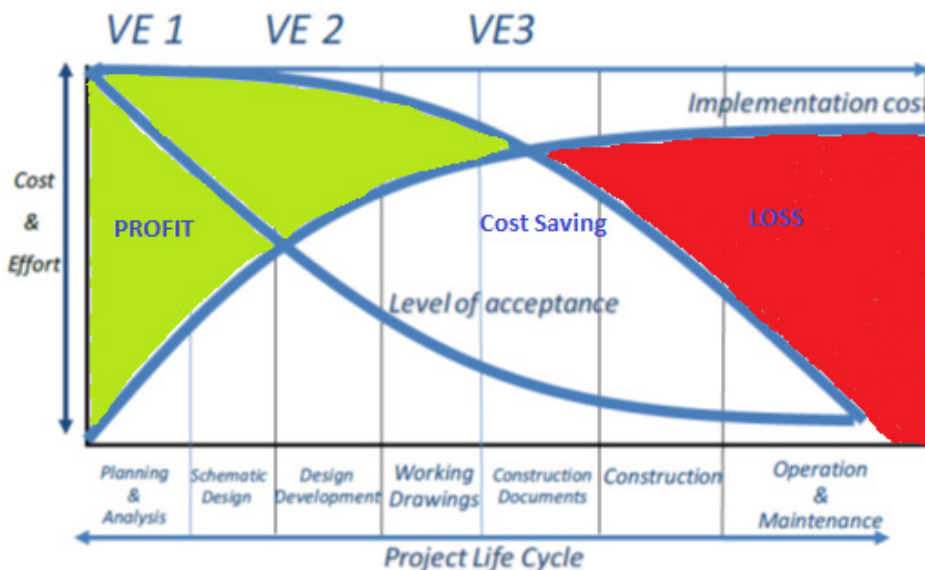 VE 1 VE 2 VE3
Implementation cost
Cost
&
Effort
PROFIT
Cost Saving
LOSS
Level of acceptance
Planning
&
Analysis
Schematic
Design
Design
Development
Working
Drawings
Construction
Documents
Construction
Operation
&
Maintenance
Project Life Cycle